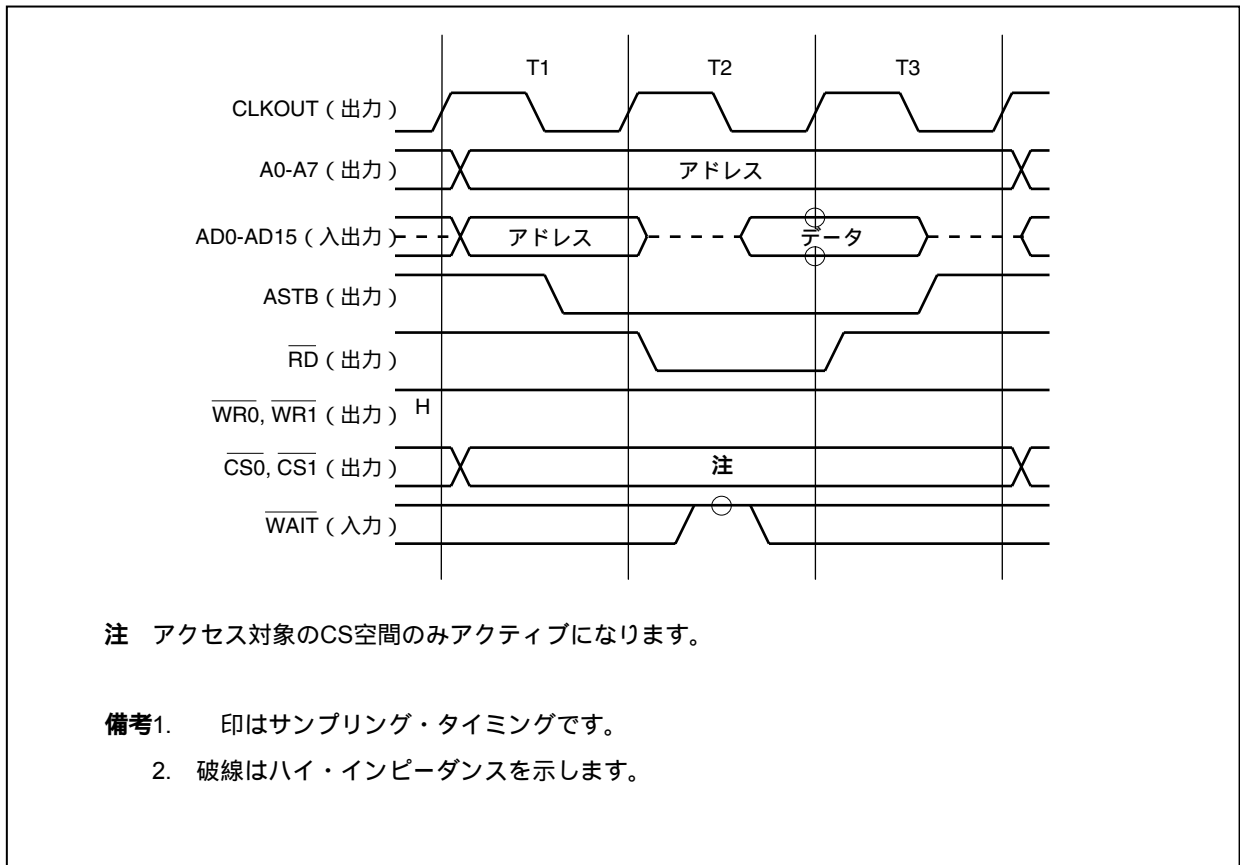 T1 T2 T3
CLKOUT（出力）
A0-A7（出力） アドレス
AD0-AD15（入出力） アドレス データ
ASTB（出力）
RD（出力）
WR0, WR1（出力） H
CS0, CS1（出力） 注
WAIT（入力）
注 アクセス対象のCS空間のみアクティブになります。
備考1. 印はサンプリング・タイミングです。
2. 破線はハイ・インピーダンスを示します。